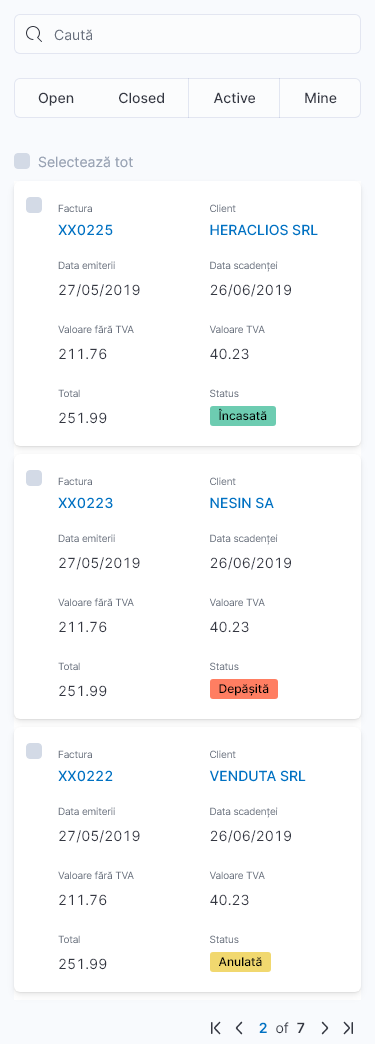 Caută
Open Closed Active Mine
Selectează tot
Factura Client
XX0225 HERACLIOS SRL
Data emiterii Data scadenței
27/05/2019 26/06/2019
Valoare fără TVA Valoare TVA
211.76 40.23
Total Status
251.99 Încasată
Factura Client
XX0223 NESIN SA
Data emiterii Data scadenței
27/05/2019 26/06/2019
Valoare fără TVA Valoare TVA
211.76 40.23
Total Status
251.99 Depășită
Factura Client
XX0222 VENDUTA SRL
Data emiterii Data scadenței
27/05/2019 26/06/2019
Valoare fără TVA Valoare TVA
211.76 40.23
Total Status
251.99 Anulată
2 of 7